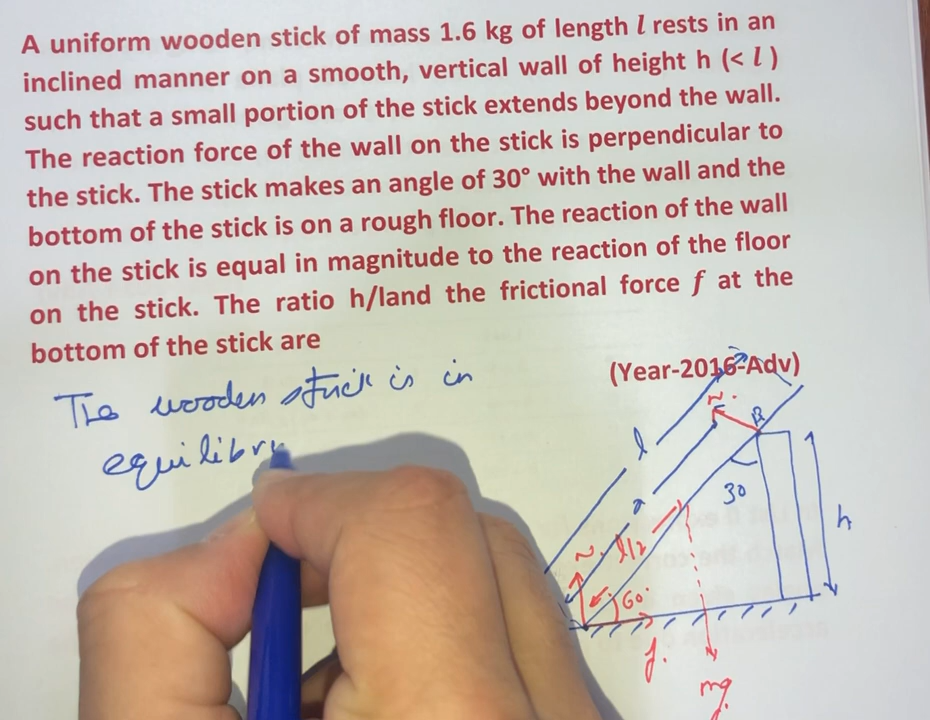 A uniform wooden stick of mass 1.6 kg of length l rests in an
inclined manner on a smooth, vertical wall of height h (< l )
such that a small portion of the stick extends beyond the wall.
The reaction force of the wall on the stick is perpendicular to
the stick. The stick makes an angle of 30° with the wall and the
bottom of the stick is on a rough floor. The reaction of the wall
on the stick is equal in magnitude to the reaction of the floor
on the stick. The ratio h/land the frictional force f at the
bottom of the stick are
(Year-2016-Adv)
The wooden stick is in
equilibru
N.
B
l
30
h
N.
l/2
60°
f.
mg.